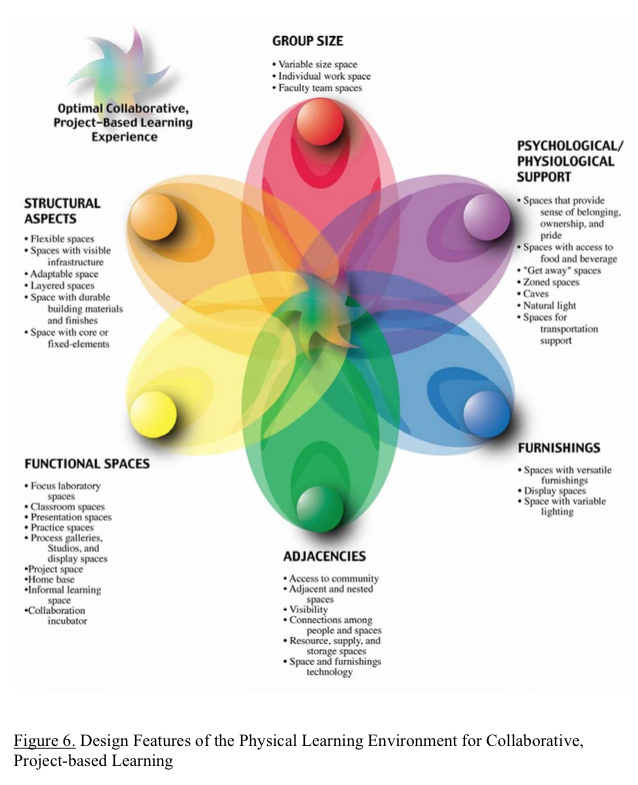 Optimal Collaborative,
Project-Based Learning
Experience
GROUP SIZE
• Variable size space
• Individual work space
• Faculty team spaces
PSYCHOLOGICAL/
PHYSIOLOGICAL
SUPPORT
• Spaces that provide
sense of belonging,
ownership, and
pride
• Spaces with access to
food and beverage
• "Get away" spaces
• Zoned spaces
• Caves
• Natural light
• Spaces for
transportation
support
STRUCTURAL
ASPECTS
• Flexible spaces
• Spaces with visible
infrastructure
• Adaptable space
• Layered spaces
• Space with durable
building materials
and finishes
• Space with core or
fixed-elements
FURNISHINGS
• Spaces with versatile
furnishings
• Display spaces
• Space with variable
lighting
FUNCTIONAL SPACES
• Focus laboratory
spaces
• Classroom spaces
• Presentation spaces
• Practice spaces
• Process galleries,
Studios, and
display spaces
•Project space
•Home base
•Informal learning
space
•Collaboration
incubator
ADJACENCIES
• Access to community
• Adjacent and nested
spaces
• Visibility
• Connections among
people and spaces
• Resource, supply, and
storage spaces
• Space and furnishings
technology
Figure 6. Design Features of the Physical Learning Environment for Collaborative,
Project-based Learning